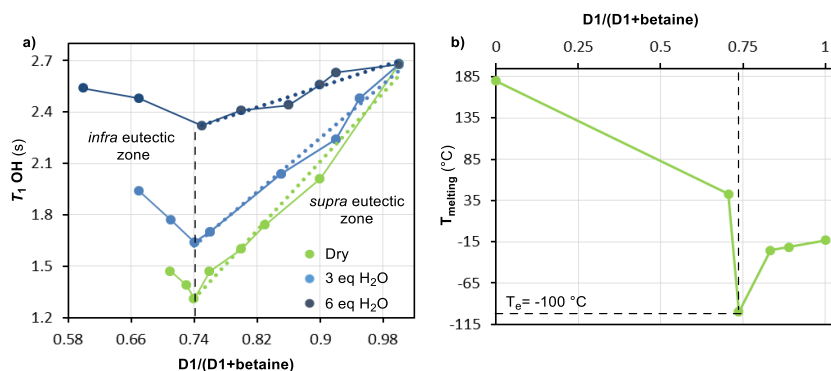 a)
2.7
2.4
2.1
1.8
1.5
1.2
T1 OH (s)
infra eutectic
zone
supra eutectic
zone
Dry
3 eq H2O
6 eq H2O
0.58 0.66 0.74 0.82 0.9 0.98
D1/(D1+betaine)
b)
D1/(D1+betaine)
0 0.25 0.5 0.75 1
185
135
85
35
-15
-65
-115
Tmelting (°C)
Te= -100 °C